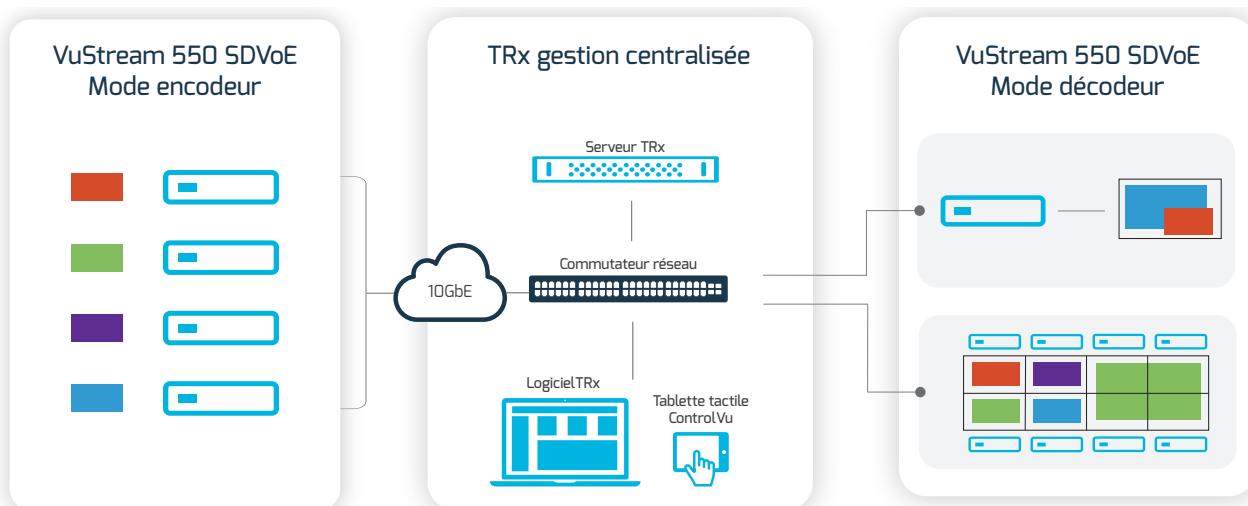 VuStream 550 SDVoE
Mode encodeur
10GbE
TRx gestion centralisée
Serveur TRx
Commutateur réseau
LogicielTRx
Tablette tactile
ControlVu
VuStream 550 SDVoE
Mode décodeur